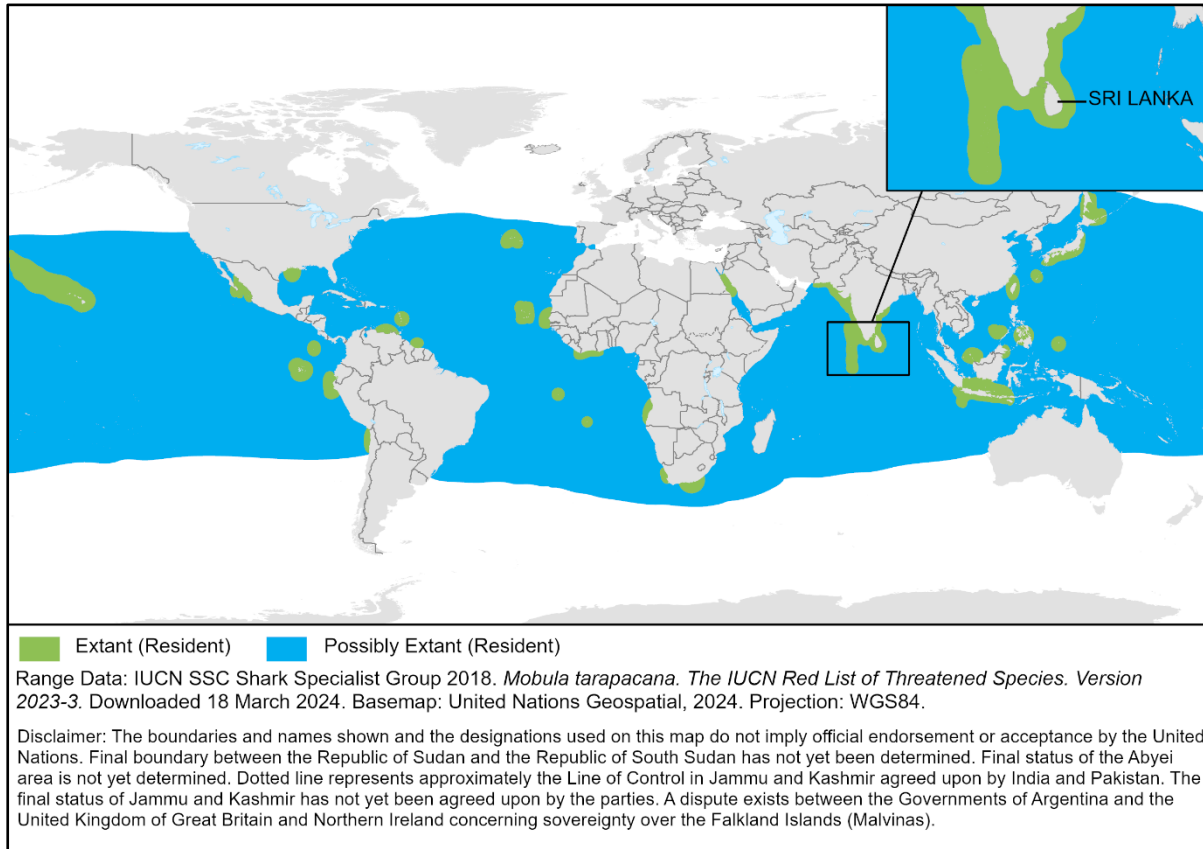 SRI LANKA
Extant (Resident) Possibly Extant (Resident)
Range Data: IUCN SSC Shark Specialist Group 2018. Mobula tarapacana. The IUCN Red List of Threatened Species. Version
2023-3. Downloaded 18 March 2024. Basemap: United Nations Geospatial, 2024. Projection: WGS84.
Disclaimer: The boundaries and names shown and the designations used on this map do not imply official endorsement or acceptance by the United
Nations. Final boundary between the Republic of Sudan and the Republic of South Sudan has not yet been determined. Final status of the Abyei
area is not yet determined. Dotted line represents approximately the Line of Control in Jammu and Kashmir agreed upon by India and Pakistan. The
final status of Jammu and Kashmir has not yet been agreed upon by the parties. A dispute exists between the Governments of Argentina and the
United Kingdom of Great Britain and Northern Ireland concerning sovereignty over the Falkland Islands (Malvinas).